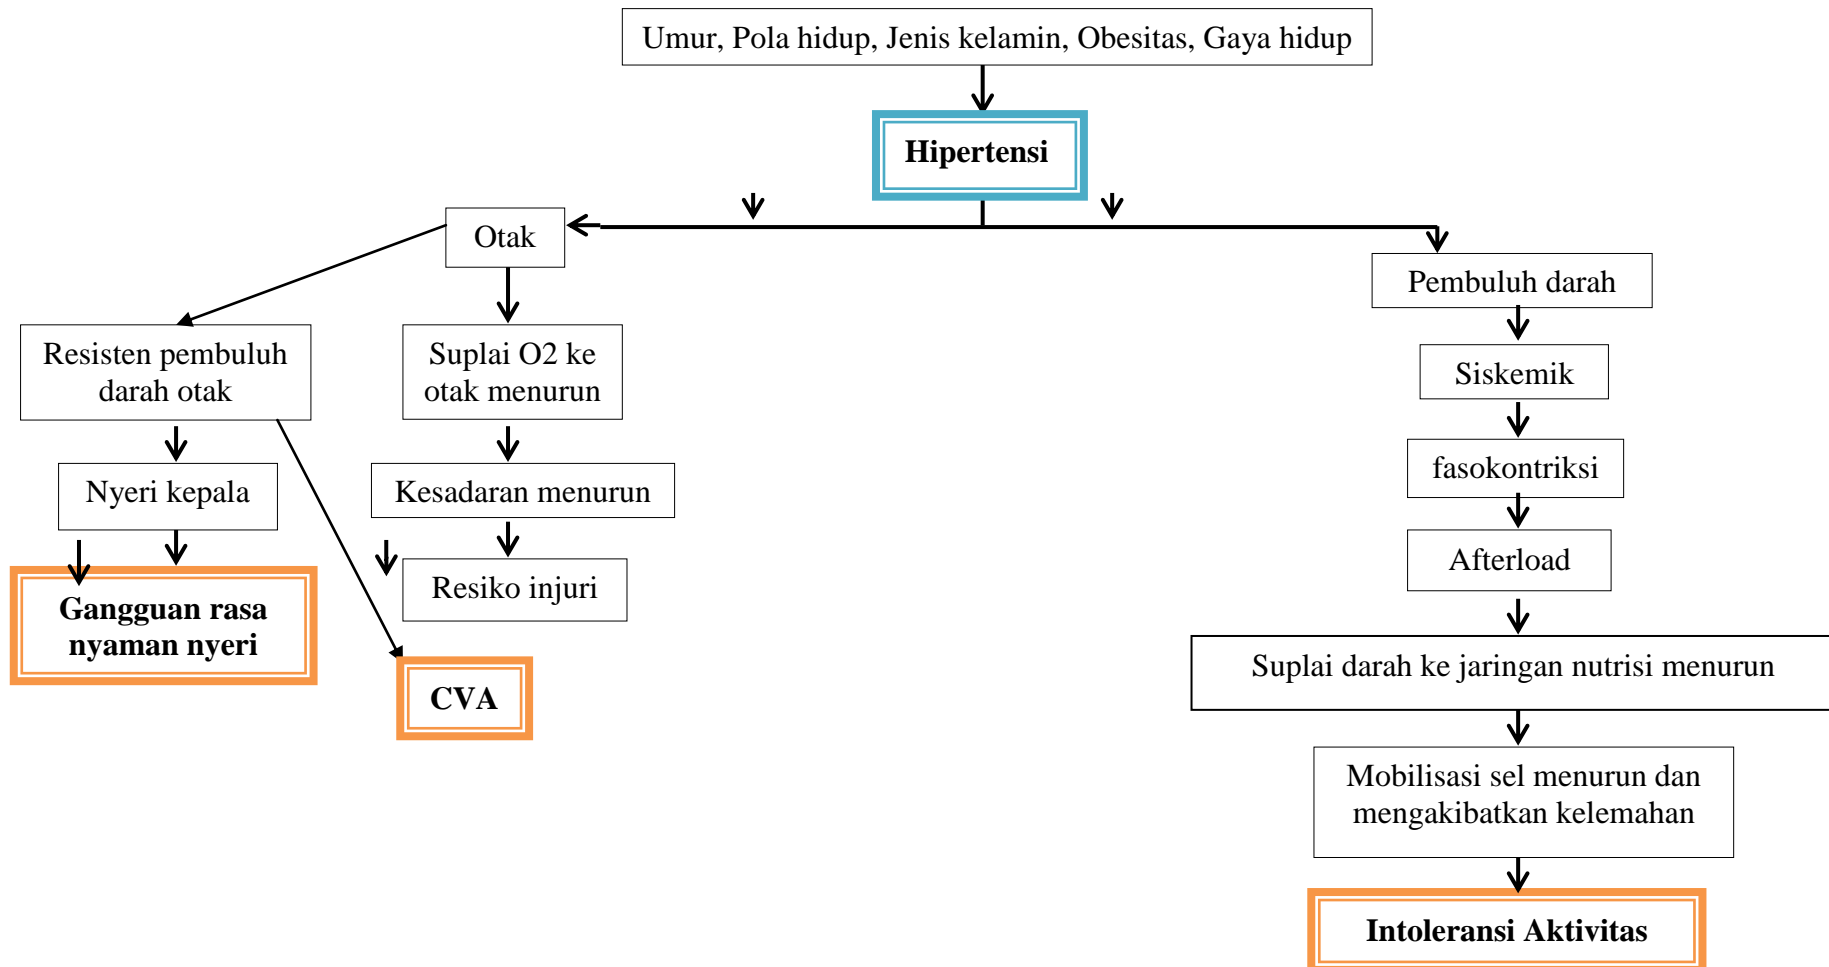 Umur, Pola hidup, Jenis kelamin, Obesitas, Gaya hidup
Hipertensi
Otak
Pembuluh darah
Resisten pembuluh
darah otak
Suplai O2 ke
otak menurun
Siskemik
Nyeri kepala
Kesadaran menurun
fasokontriksi
Gangguan rasa
nyaman nyeri
Resiko injuri
Afterload
CVA
Suplai darah ke jaringan nutrisi menurun
Mobilisasi sel menurun dan
mengakibatkan kelemahan
Intoleransi Aktivitas